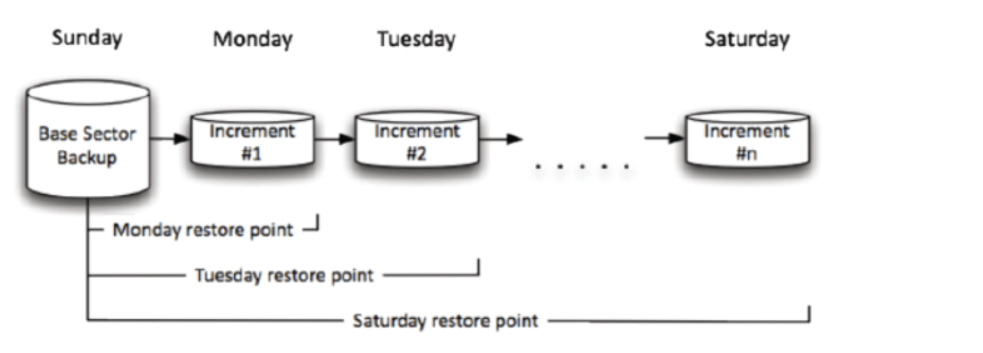 Sunday Monday Tuesday Saturday
Base Sector
Backup
Increment
#1
Increment
#2
. . . . .
Increment
#n
Monday restore point
Tuesday restore point
Saturday restore point